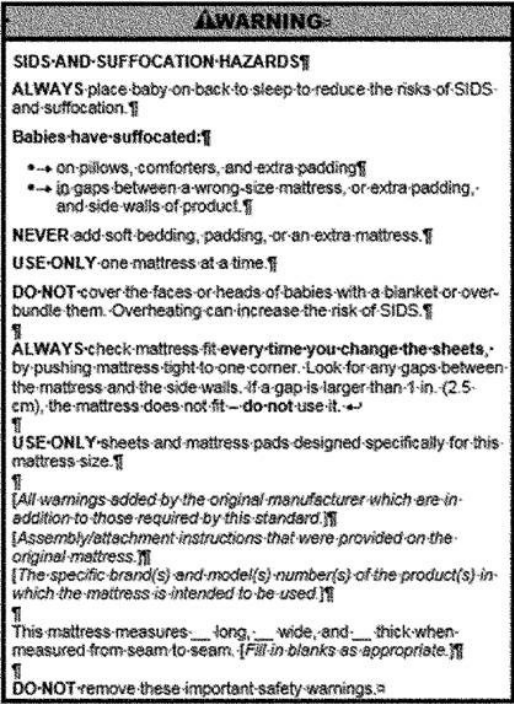 ⚠WARNING
SIDS AND SUFFOCATION HAZARDS¶
ALWAYS place baby on back to sleep to reduce the risks of SIDS
and suffocation.¶
Babies have suffocated:¶
•→ on pillows, comforters, and extra padding¶
•→ in gaps between a wrong-size mattress, or extra padding,
and side walls of product.¶
NEVER add soft bedding, padding, or an extra mattress.¶
USE ONLY one mattress at a time.¶
DO NOT cover the faces or heads of babies with a blanket or over-
bundle them. Overheating can increase the risk of SIDS.¶
¶
ALWAYS check mattress fit every time you change the sheets,
by pushing mattress tight to one corner. Look for any gaps between
the mattress and the side walls. If a gap is larger than 1 in. (2.5
cm), the mattress does not fit – do not use it. ↵
¶
USE ONLY sheets and mattress pads designed specifically for this
mattress size.¶
¶
[All warnings added by the original manufacturer which are in
addition to those required by this standard.]¶
[Assembly/attachment instructions that were provided on the
original mattress.]¶
[The specific brand(s) and model(s) number(s) of the product(s) in
which the mattress is intended to be used.]¶
¶
This mattress measures __ long, __ wide, and __ thick when
measured from seam to seam. [Fill in blanks as appropriate.]¶
¶
DO NOT remove these important safety warnings.¤